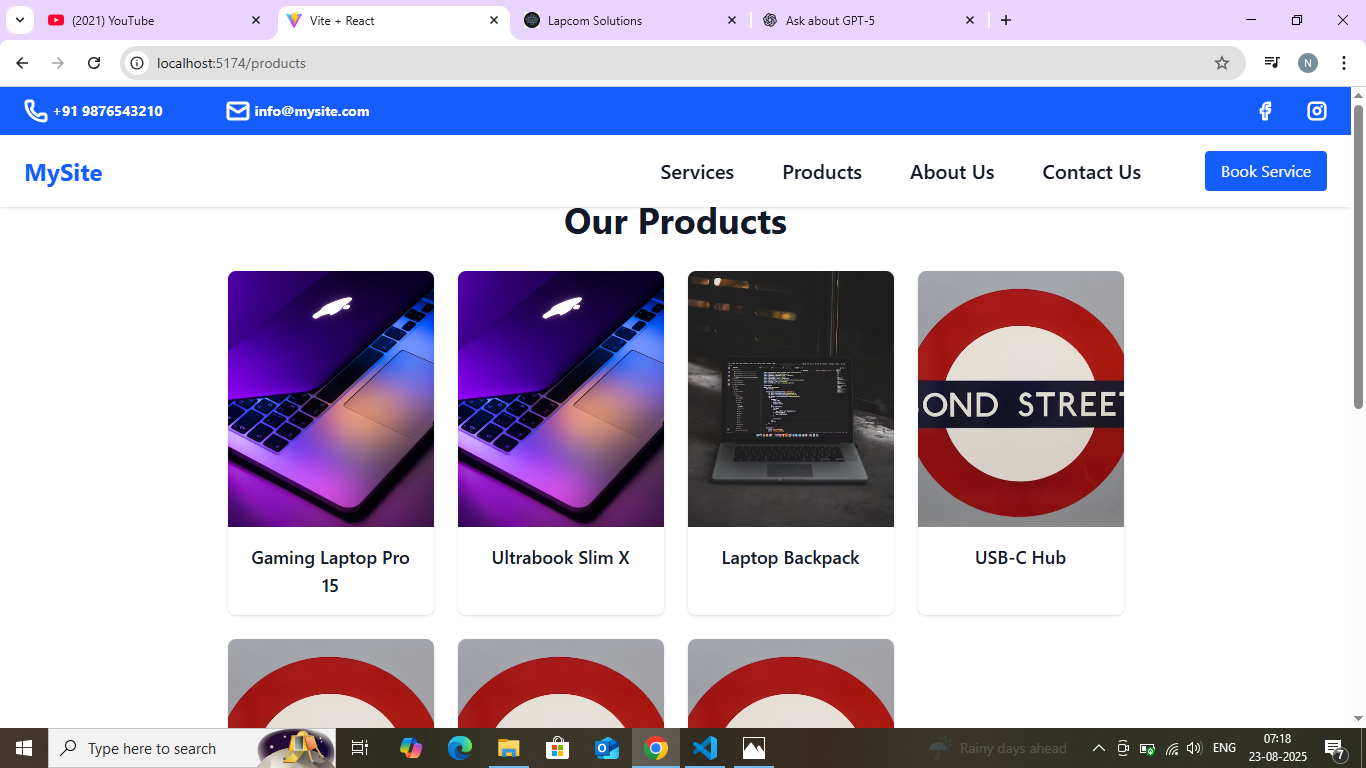 (2021) YouTube
Vite + React
Lapcom Solutions
Ask about GPT-5
localhost:5174/products
N
+91 9876543210
info@mysite.com
MySite
Services
Products
About Us
Contact Us
Book Service
Our Products
OND STREET
Gaming Laptop Pro
15
Ultrabook Slim X
Laptop Backpack
USB-C Hub
Type here to search
Rainy days ahead
ENG
07:18
23-08-2025
7